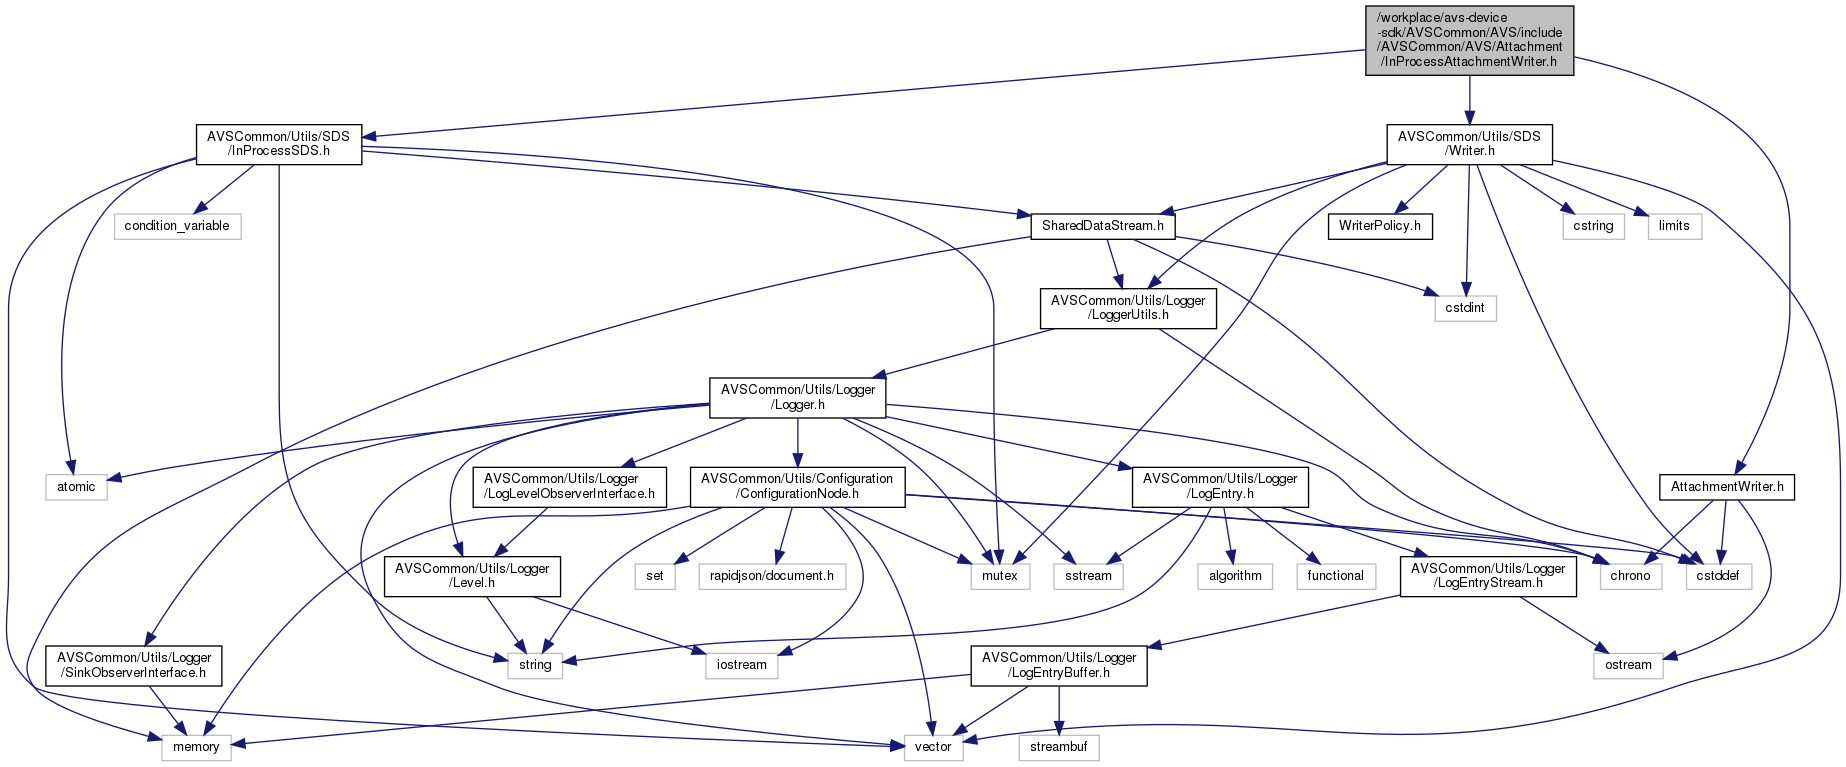 /workplace/avs-device
-sdk/AVSCommon/AVS/include
/AVSCommon/AVS/Attachment
/InProcessAttachmentWriter.h
AVSCommon/Utils/SDS
/InProcessSDS.h
AVSCommon/Utils/SDS
/Writer.h
condition_variable
SharedDataStream.h
WriterPolicy.h
cstring
limits
AVSCommon/Utils/Logger
/LoggerUtils.h
cstdint
AVSCommon/Utils/Logger
/Logger.h
atomic
AVSCommon/Utils/Logger
/LogLevelObserverInterface.h
AVSCommon/Utils/Configuration
/ConfigurationNode.h
AVSCommon/Utils/Logger
/LogEntry.h
AttachmentWriter.h
AVSCommon/Utils/Logger
/Level.h
set
rapidjson/document.h
mutex
sstream
algorithm
functional
AVSCommon/Utils/Logger
/LogEntryStream.h
chrono
cstddef
AVSCommon/Utils/Logger
/SinkObserverInterface.h
string
iostream
AVSCommon/Utils/Logger
/LogEntryBuffer.h
ostream
memory
vector
streambuf